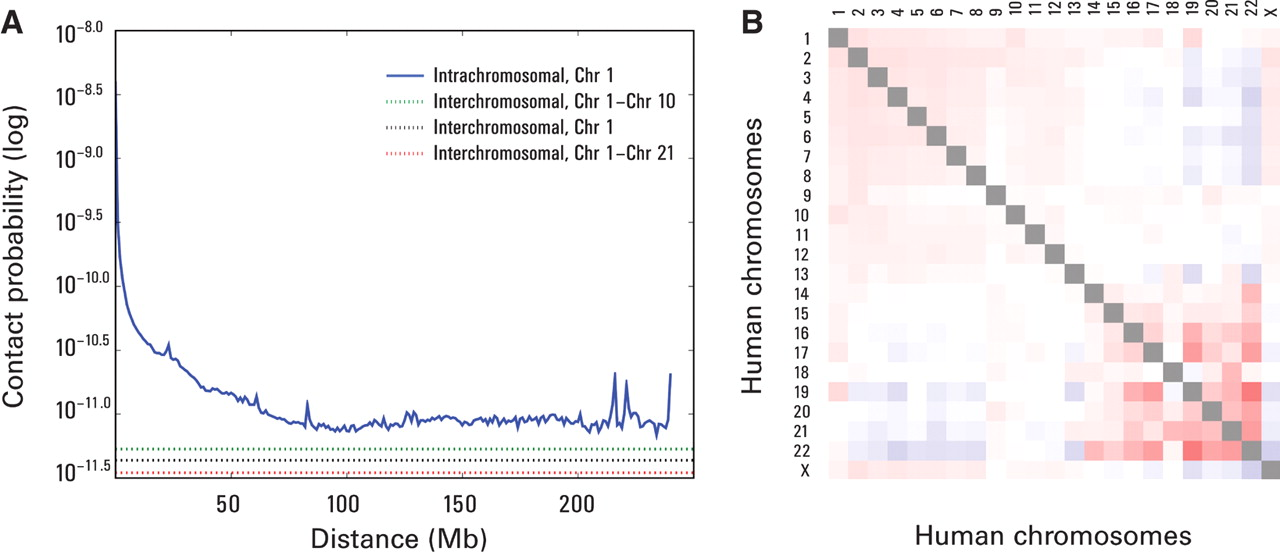 A
Contact probability (log)
10−8.0
10−8.5
10−9.0
10−9.5
10−10.0
10−10.5
10−11.0
10−11.5
50 100 150 200
Distance (Mb)
Intrachromosomal, Chr 1
Interchromosomal, Chr 1–Chr 10
Interchromosomal, Chr 1
Interchromosomal, Chr 1–Chr 21
B
1 2 3 4 5 6 7 8 9 10 11 12 13 14 15 16 17 18 19 20 21 22 X
Human chromosomes
1
2
3
4
5
6
7
8
9
10
11
12
13
14
15
16
17
18
19
20
21
22
X
Human chromosomes